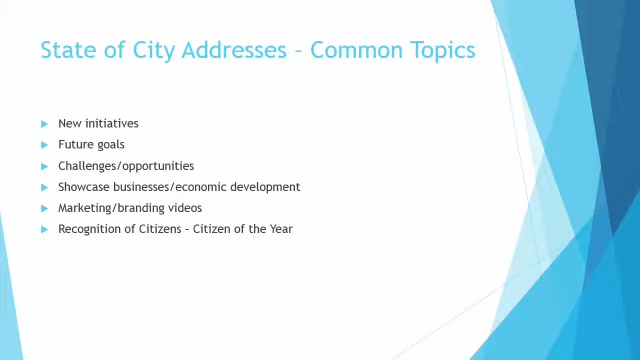 State of City Addresses – Common Topics
New initiatives
Future goals
Challenges/opportunities
Showcase businesses/economic development
Marketing/branding videos
Recognition of Citizens – Citizen of the Year